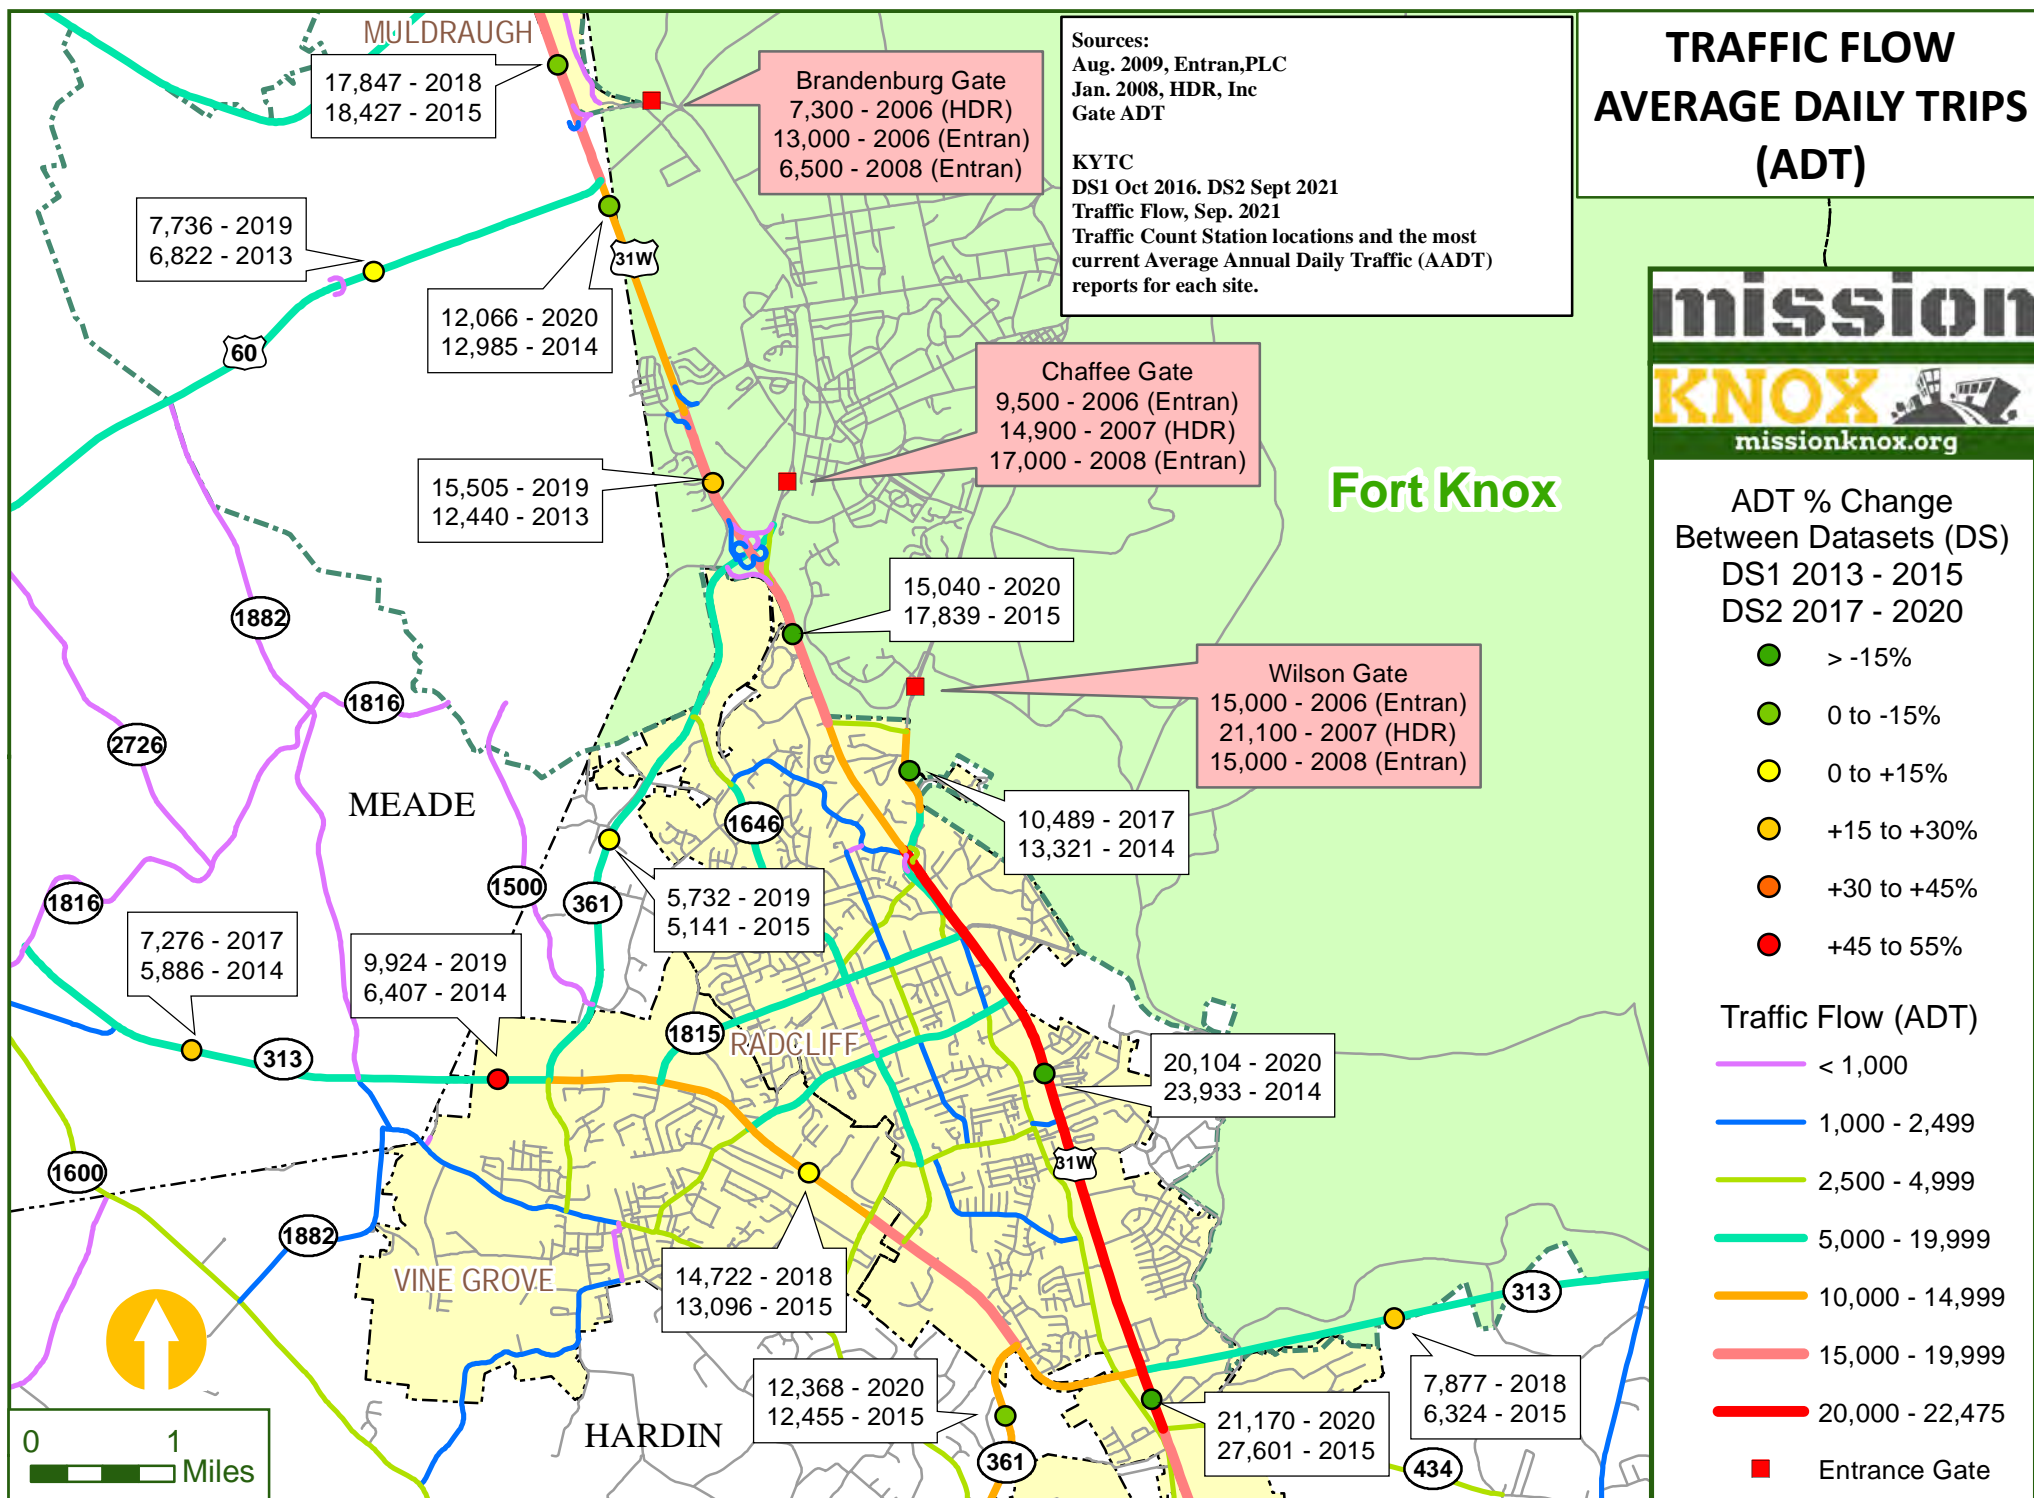 TRAFFIC FLOW
AVERAGE DAILY TRIPS
(ADT)
Sources:
Aug. 2009, Entran,PLC
Jan. 2008, HDR, Inc
Gate ADT
KYTC
DS1 Oct 2016. DS2 Sept 2021
Traffic Flow, Sep. 2021
Traffic Count Station locations and the most
current Average Annual Daily Traffic (AADT)
reports for each site.
MULDRAUGH
17,847 - 2018
18,427 - 2015
Brandenburg Gate
7,300 - 2006 (HDR)
13,000 - 2006 (Entran)
6,500 - 2008 (Entran)
7,736 - 2019
6,822 - 2013
31W
12,066 - 2020
12,985 - 2014
60
Chaffee Gate
9,500 - 2006 (Entran)
14,900 - 2007 (HDR)
17,000 - 2008 (Entran)
15,505 - 2019
12,440 - 2013
Fort Knox
15,040 - 2020
17,839 - 2015
1882
Wilson Gate
15,000 - 2006 (Entran)
21,100 - 2007 (HDR)
15,000 - 2008 (Entran)
1816
2726
MEADE
1646
10,489 - 2017
13,321 - 2014
1500
361
1816
5,732 - 2019
5,141 - 2015
7,276 - 2017
5,886 - 2014
9,924 - 2019
6,407 - 2014
1815
RADCLIFF
313
20,104 - 2020
23,933 - 2014
31W
1600
1882
VINE GROVE
14,722 - 2018
13,096 - 2015
313
12,368 - 2020
12,455 - 2015
7,877 - 2018
6,324 - 2015
21,170 - 2020
27,601 - 2015
HARDIN
361
434
0 1
Miles
mission
KNOX
missionknox.org
ADT % Change
Between Datasets (DS)
DS1 2013 - 2015
DS2 2017 - 2020
> -15%
0 to -15%
0 to +15%
+15 to +30%
+30 to +45%
+45 to 55%
Traffic Flow (ADT)
< 1,000
1,000 - 2,499
2,500 - 4,999
5,000 - 19,999
10,000 - 14,999
15,000 - 19,999
20,000 - 22,475
Entrance Gate